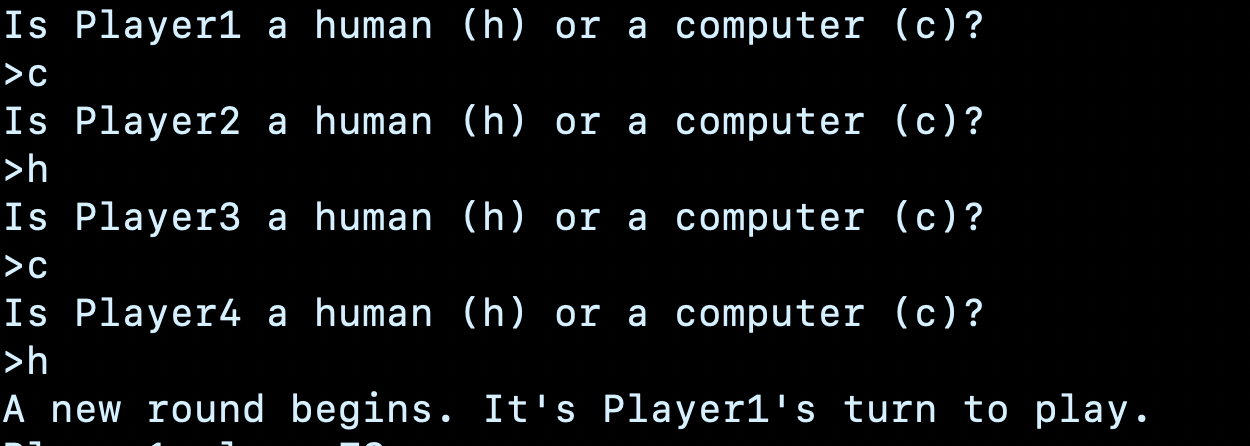 Is Player1 a human (h) or a computer (c)?
>c
Is Player2 a human (h) or a computer (c)?
>h
Is Player3 a human (h) or a computer (c)?
>c
Is Player4 a human (h) or a computer (c)?
>h
A new round begins. It's Player1's turn to play.